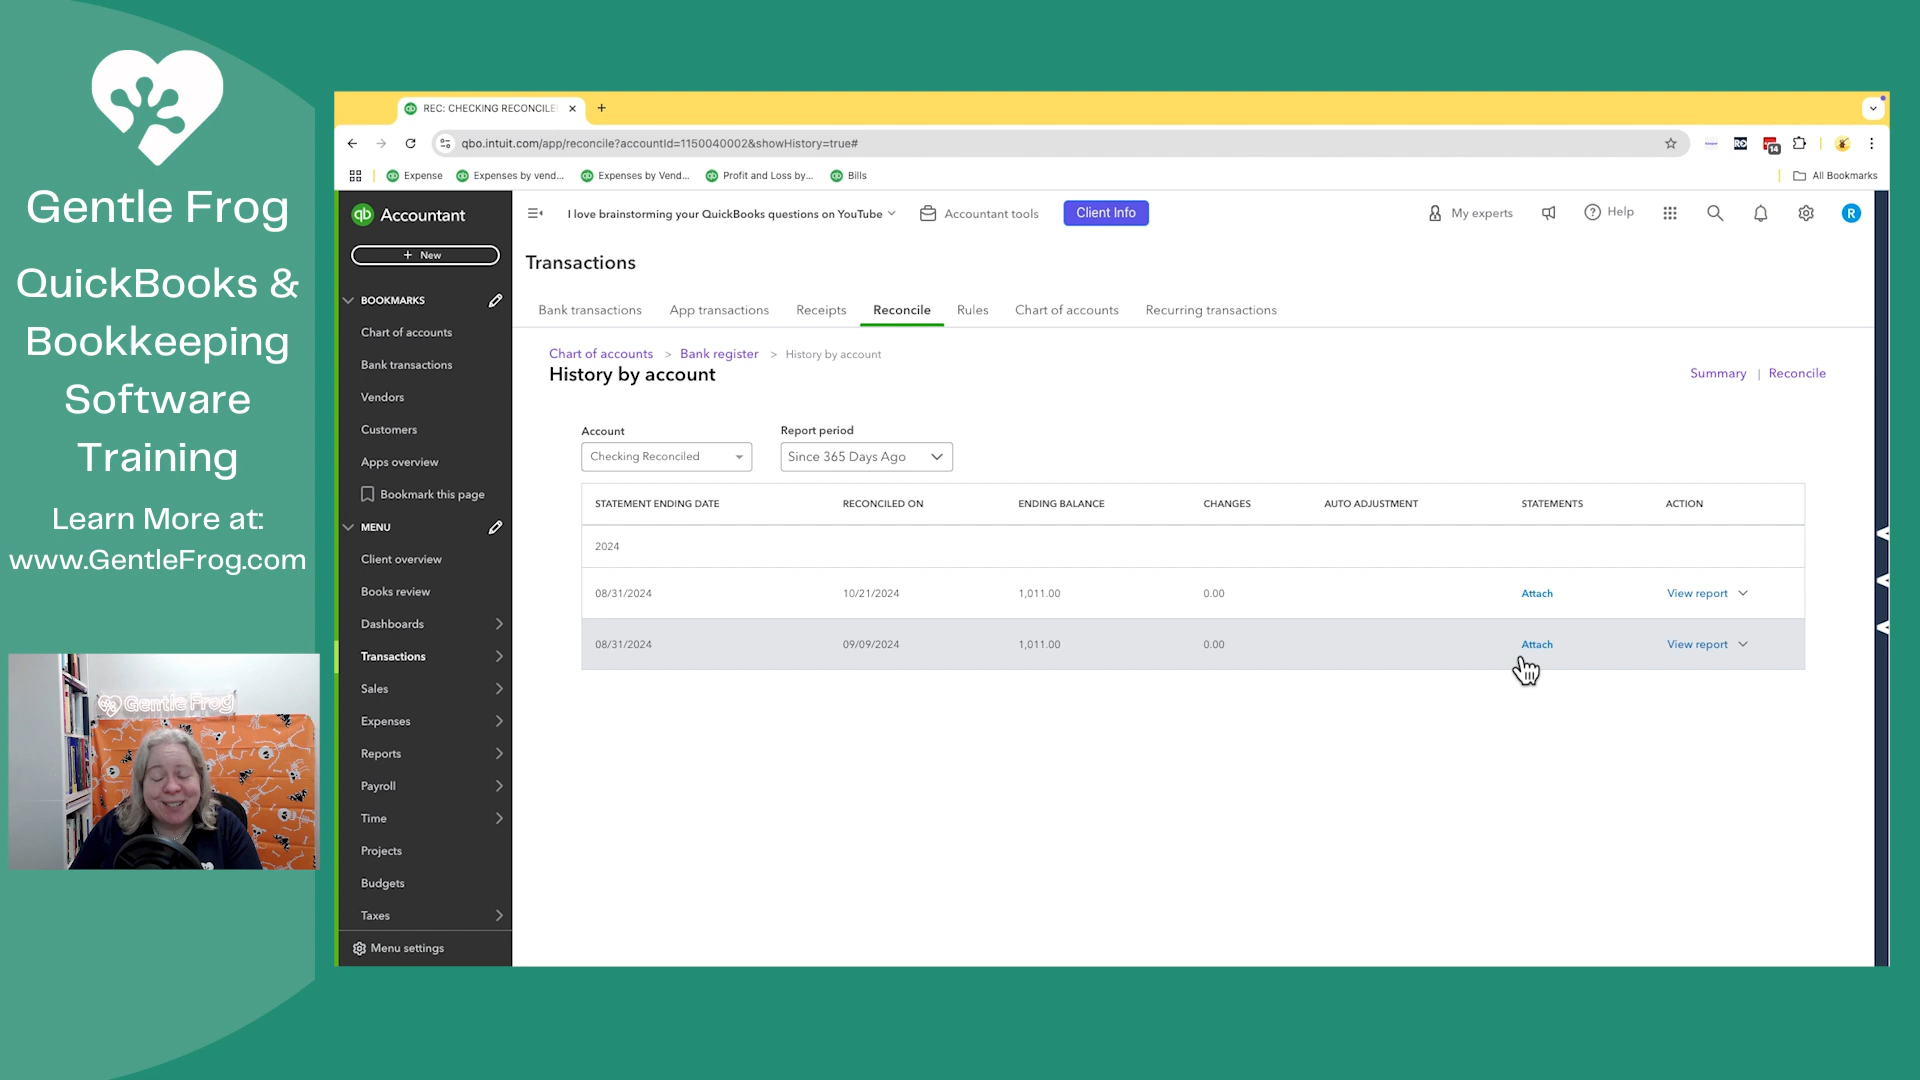 Gentle Frog
QuickBooks &
Bookkeeping
Software
Training
Learn More at:
www.GentleFrog.com
Gentle Frog
REC: CHECKING RECONCILE
qbo.intuit.com/app/reconcile?accountId=1150040002&showHistory=true#
14
Expense
Expenses by vend...
Expenses by Vend...
Profit and Loss by...
Bills
All Bookmarks
qb Accountant
+ New
BOOKMARKS
Chart of accounts
Bank transactions
Vendors
Customers
Apps overview
Bookmark this page
MENU
Client overview
Books review
Dashboards
Transactions
Sales
Expenses
Reports
Payroll
Time
Projects
Budgets
Taxes
Menu settings
I love brainstorming your QuickBooks questions on YouTube
Accountant tools
Client Info
My experts
Help
R
Transactions
Bank transactions
App transactions
Receipts
Reconcile
Rules
Chart of accounts
Recurring transactions
Chart of accounts > Bank register > History by account
History by account
Summary | Reconcile
Account
Checking Reconciled
Report period
Since 365 Days Ago
STATEMENT ENDING DATE RECONCILED ON ENDING BALANCE CHANGES AUTO ADJUSTMENT STATEMENTS ACTION
2024
08/31/2024 10/21/2024 1,011.00 0.00 Attach View report
08/31/2024 09/09/2024 1,011.00 0.00 Attach View report